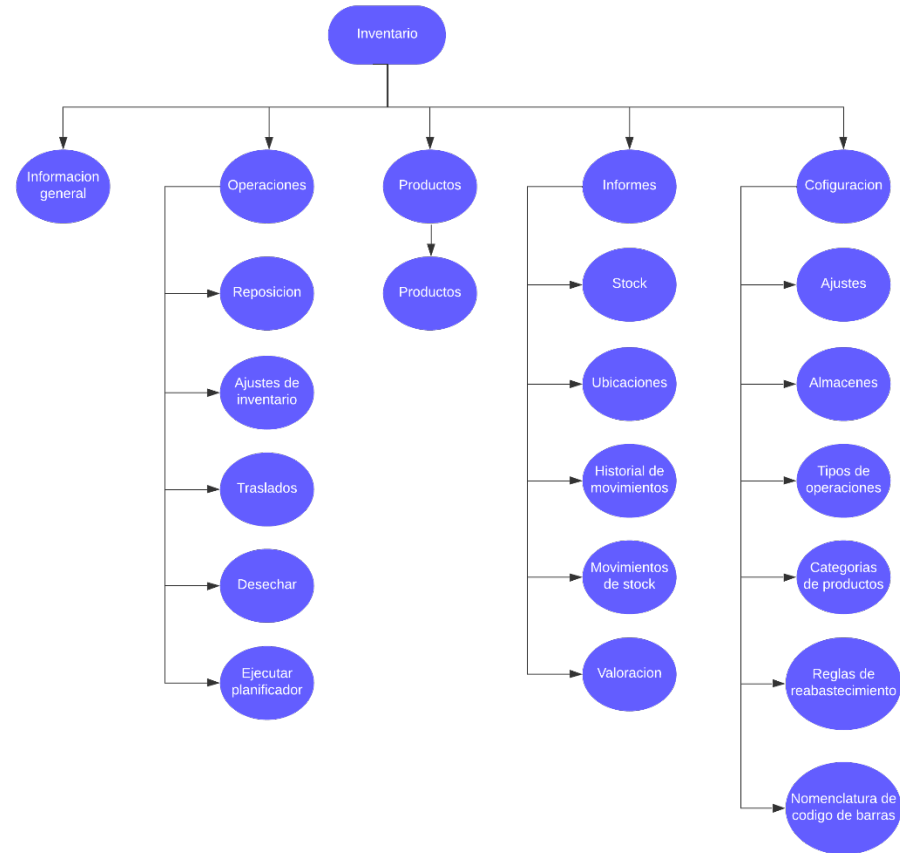 Inventario
Informacion
general
Operaciones
Productos
Informes
Cofiguracion
Reposicion
Ajustes de
inventario
Traslados
Desechar
Ejecutar
planificador
Productos
Stock
Ubicaciones
Historial de
movimientos
Movimientos
de stock
Valoracion
Ajustes
Almacenes
Tipos de
operaciones
Categorias
de productos
Reglas de
reabastecimiento
Nomenclatura de
codigo de barras